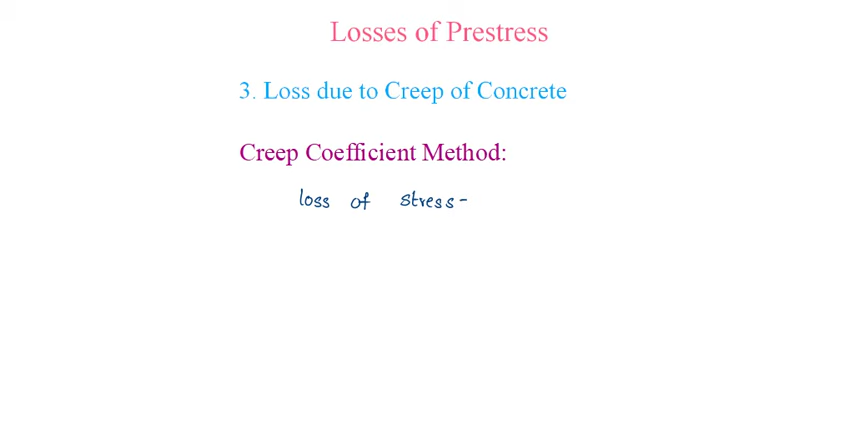 Losses of Prestress
3. Loss due to Creep of Concrete
Creep Coefficient Method:
loss of stress -